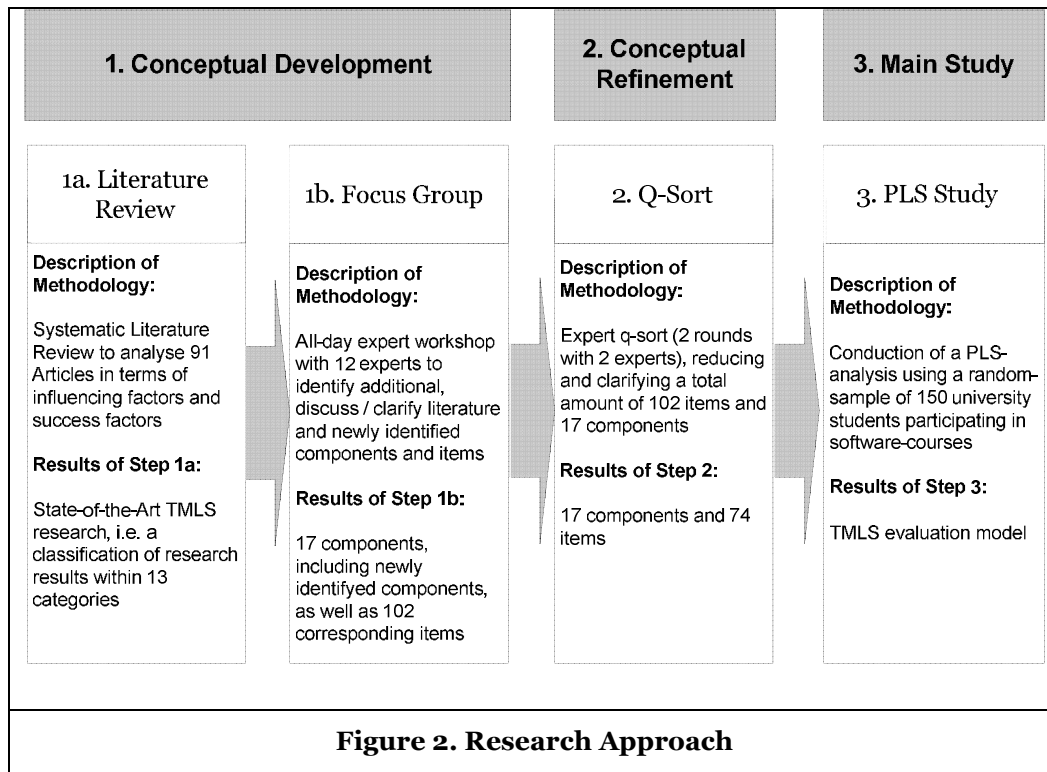 1. Conceptual Development
2. Conceptual
Refinement
3. Main Study
1a. Literature
Review
Description of
Methodology:
Systematic Literature
Review to analyse 91
Articles in terms of
influencing factors and
success factors
Results of Step 1a:
State-of-the-Art TMLS
research, i.e. a
classification of research
results within 13
categories
1b. Focus Group
Description of
Methodology:
All-day expert workshop
with 12 experts to
identify additional,
discuss / clarify literature
and newly identified
components and items
Results of Step 1b:
17 components,
including newly
identifyed components,
as well as 102
corresponding items
2. Q-Sort
Description of
Methodology:
Expert q-sort (2 rounds
with 2 experts), reducing
and clarifying a total
amount of 102 items and
17 components
Results of Step 2:
17 components and 74
items
3. PLS Study
Description of
Methodology:
Conduction of a PLS-
analysis using a random-
sample of 150 university
students participating in
software-courses
Results of Step 3:
TMLS evaluation model
Figure 2. Research Approach